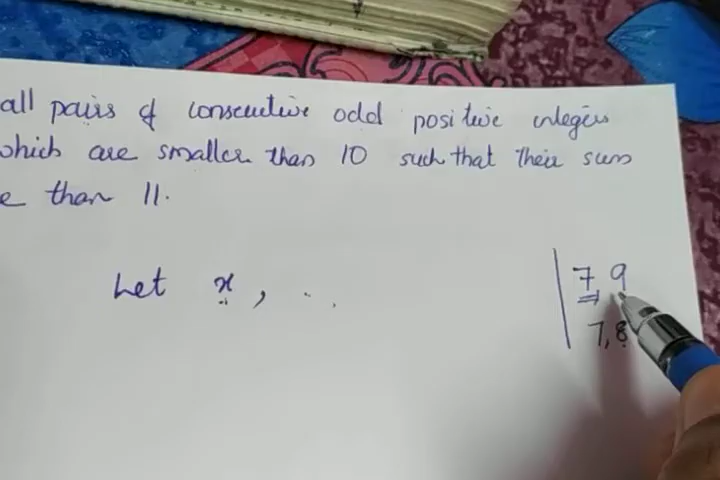 all pairs of consecutive odd positive integers
which are smaller than 10 such that their sum
e than 11.
Let x, . . .
7 9
7,8